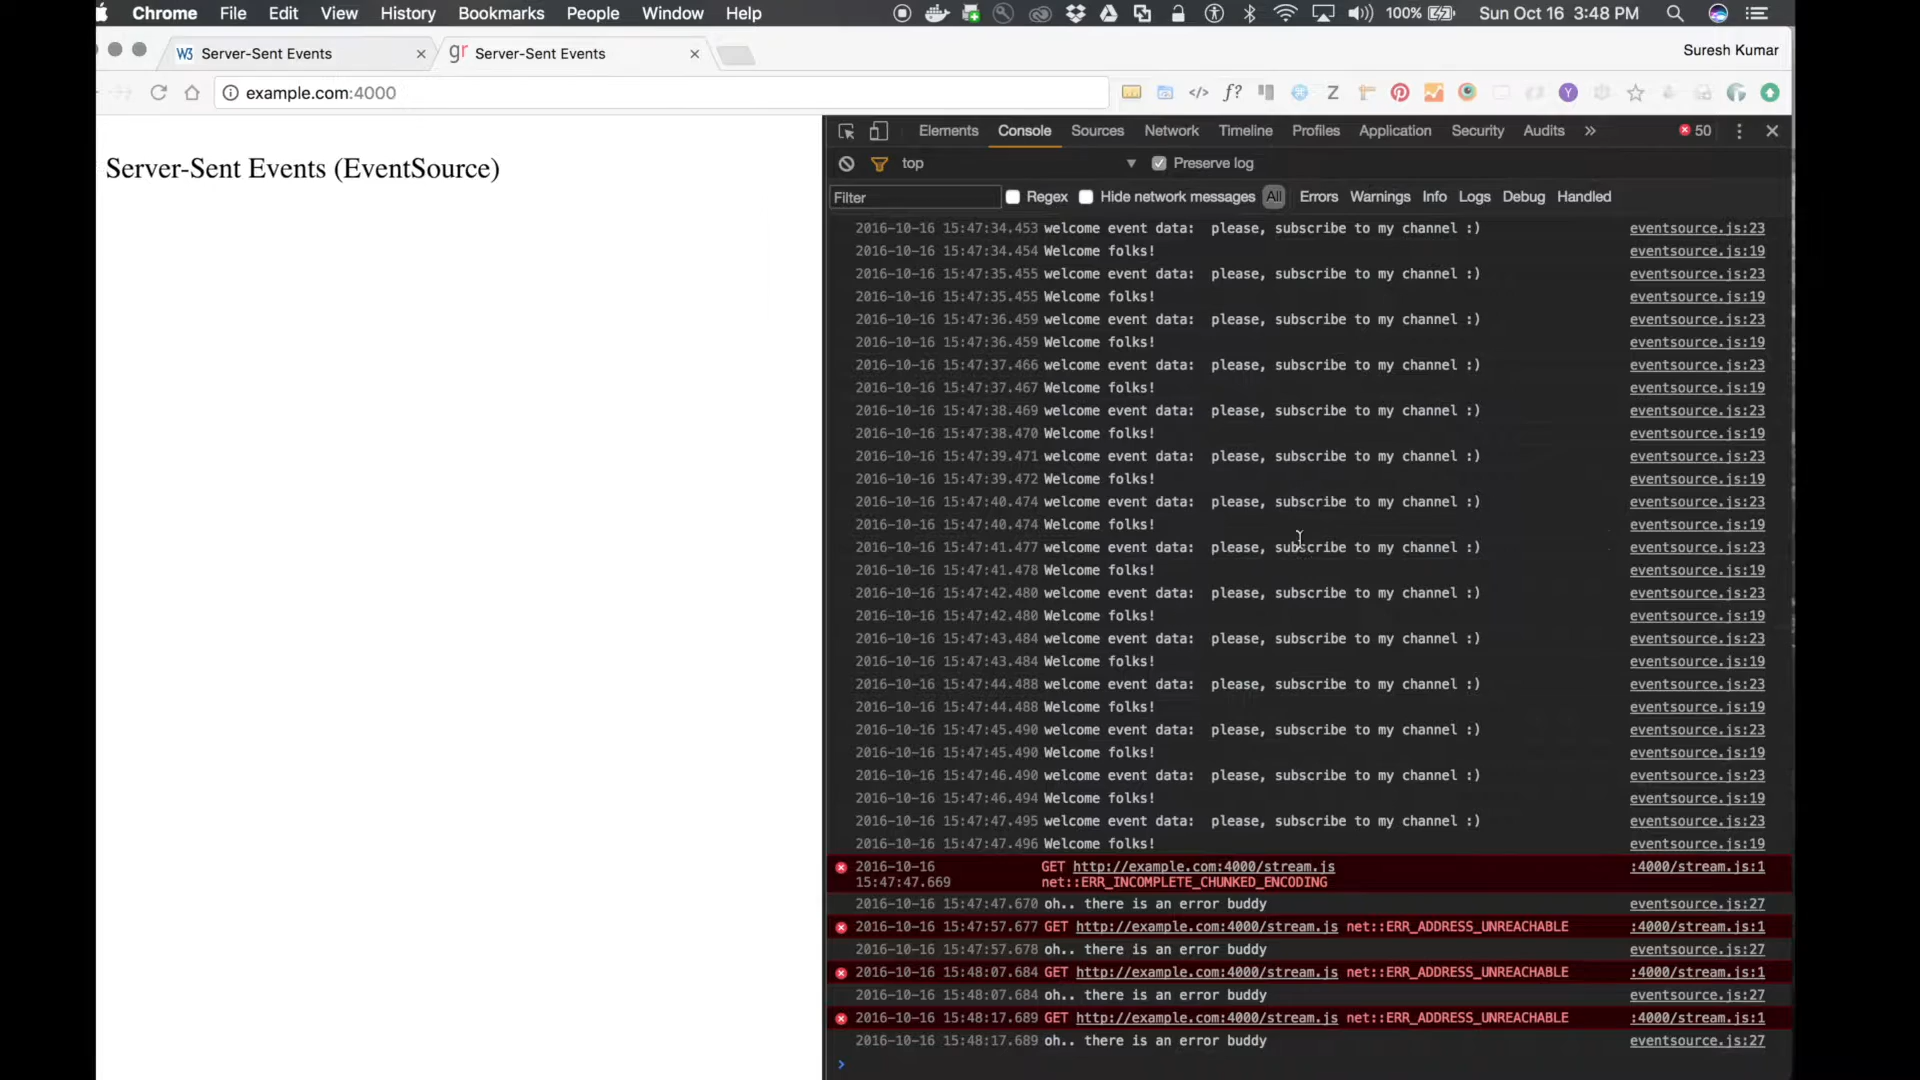 Chrome File Edit View History Bookmarks People Window Help 100% Sun Oct 16 3:48 PM
W3 Server-Sent Events × gr Server-Sent Events × Suresh Kumar
example.com:4000 </> f? Z Y
Server-Sent Events (EventSource)
Elements Console Sources Network Timeline Profiles Application Security Audits » 50
top Preserve log
Filter Regex Hide network messages All Errors Warnings Info Logs Debug Handled
2016-10-16 15:47:34.453 welcome event data: please, subscribe to my channel :) eventsource.js:23
2016-10-16 15:47:34.454 Welcome folks! eventsource.js:19
2016-10-16 15:47:35.455 welcome event data: please, subscribe to my channel :) eventsource.js:23
2016-10-16 15:47:35.455 Welcome folks! eventsource.js:19
2016-10-16 15:47:36.459 welcome event data: please, subscribe to my channel :) eventsource.js:23
2016-10-16 15:47:36.459 Welcome folks! eventsource.js:19
2016-10-16 15:47:37.466 welcome event data: please, subscribe to my channel :) eventsource.js:23
2016-10-16 15:47:37.467 Welcome folks! eventsource.js:19
2016-10-16 15:47:38.469 welcome event data: please, subscribe to my channel :) eventsource.js:23
2016-10-16 15:47:38.470 Welcome folks! eventsource.js:19
2016-10-16 15:47:39.471 welcome event data: please, subscribe to my channel :) eventsource.js:23
2016-10-16 15:47:39.472 Welcome folks! eventsource.js:19
2016-10-16 15:47:40.474 welcome event data: please, subscribe to my channel :) eventsource.js:23
2016-10-16 15:47:40.474 Welcome folks! eventsource.js:19
2016-10-16 15:47:41.477 welcome event data: please, subscribe to my channel :) eventsource.js:23
2016-10-16 15:47:41.478 Welcome folks! eventsource.js:19
2016-10-16 15:47:42.480 welcome event data: please, subscribe to my channel :) eventsource.js:23
2016-10-16 15:47:42.480 Welcome folks! eventsource.js:19
2016-10-16 15:47:43.484 welcome event data: please, subscribe to my channel :) eventsource.js:23
2016-10-16 15:47:43.484 Welcome folks! eventsource.js:19
2016-10-16 15:47:44.488 welcome event data: please, subscribe to my channel :) eventsource.js:23
2016-10-16 15:47:44.488 Welcome folks! eventsource.js:19
2016-10-16 15:47:45.490 welcome event data: please, subscribe to my channel :) eventsource.js:23
2016-10-16 15:47:45.490 Welcome folks! eventsource.js:19
2016-10-16 15:47:46.490 welcome event data: please, subscribe to my channel :) eventsource.js:23
2016-10-16 15:47:46.494 Welcome folks! eventsource.js:19
2016-10-16 15:47:47.495 welcome event data: please, subscribe to my channel :) eventsource.js:23
2016-10-16 15:47:47.496 Welcome folks! eventsource.js:19
2016-10-16 GET http://example.com:4000/stream.js :4000/stream.js:1
15:47:47.669 net::ERR_INCOMPLETE_CHUNKED_ENCODING
2016-10-16 15:47:47.670 oh.. there is an error buddy eventsource.js:27
2016-10-16 15:47:57.677 GET http://example.com:4000/stream.js net::ERR_ADDRESS_UNREACHABLE :4000/stream.js:1
2016-10-16 15:47:57.678 oh.. there is an error buddy eventsource.js:27
2016-10-16 15:48:07.684 GET http://example.com:4000/stream.js net::ERR_ADDRESS_UNREACHABLE :4000/stream.js:1
2016-10-16 15:48:07.684 oh.. there is an error buddy eventsource.js:27
2016-10-16 15:48:17.689 GET http://example.com:4000/stream.js net::ERR_ADDRESS_UNREACHABLE :4000/stream.js:1
2016-10-16 15:48:17.689 oh.. there is an error buddy eventsource.js:27